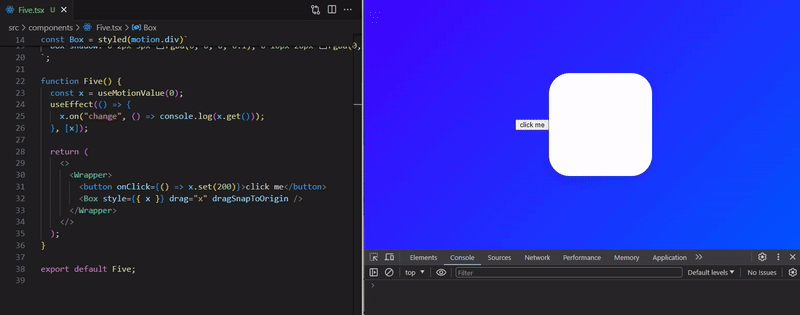 Five.tsx U
src > components > Five.tsx > Box
14 const Box = styled(motion.div)`
19 box-shadow: 0 2px 3px rgba(0, 0, 0, 0.1), 0 10px 20px rgba(0,
20 `;
21
22 function Five() {
23 const x = useMotionValue(0);
24 useEffect(() => {
25 x.on("change", () => console.log(x.get()));
26 }, [x]);
27
28 return (
29 <>
30 <Wrapper>
31 <button onClick={() => x.set(200)}>click me</button>
32 <Box style={{ x }} drag="x" dragSnapToOrigin />
33 </Wrapper>
34 </>
35 );
36 }
37
38 export default Five;
39
click me
Elements Console Sources Network Performance Memory Application
top Filter Default levels No Issues